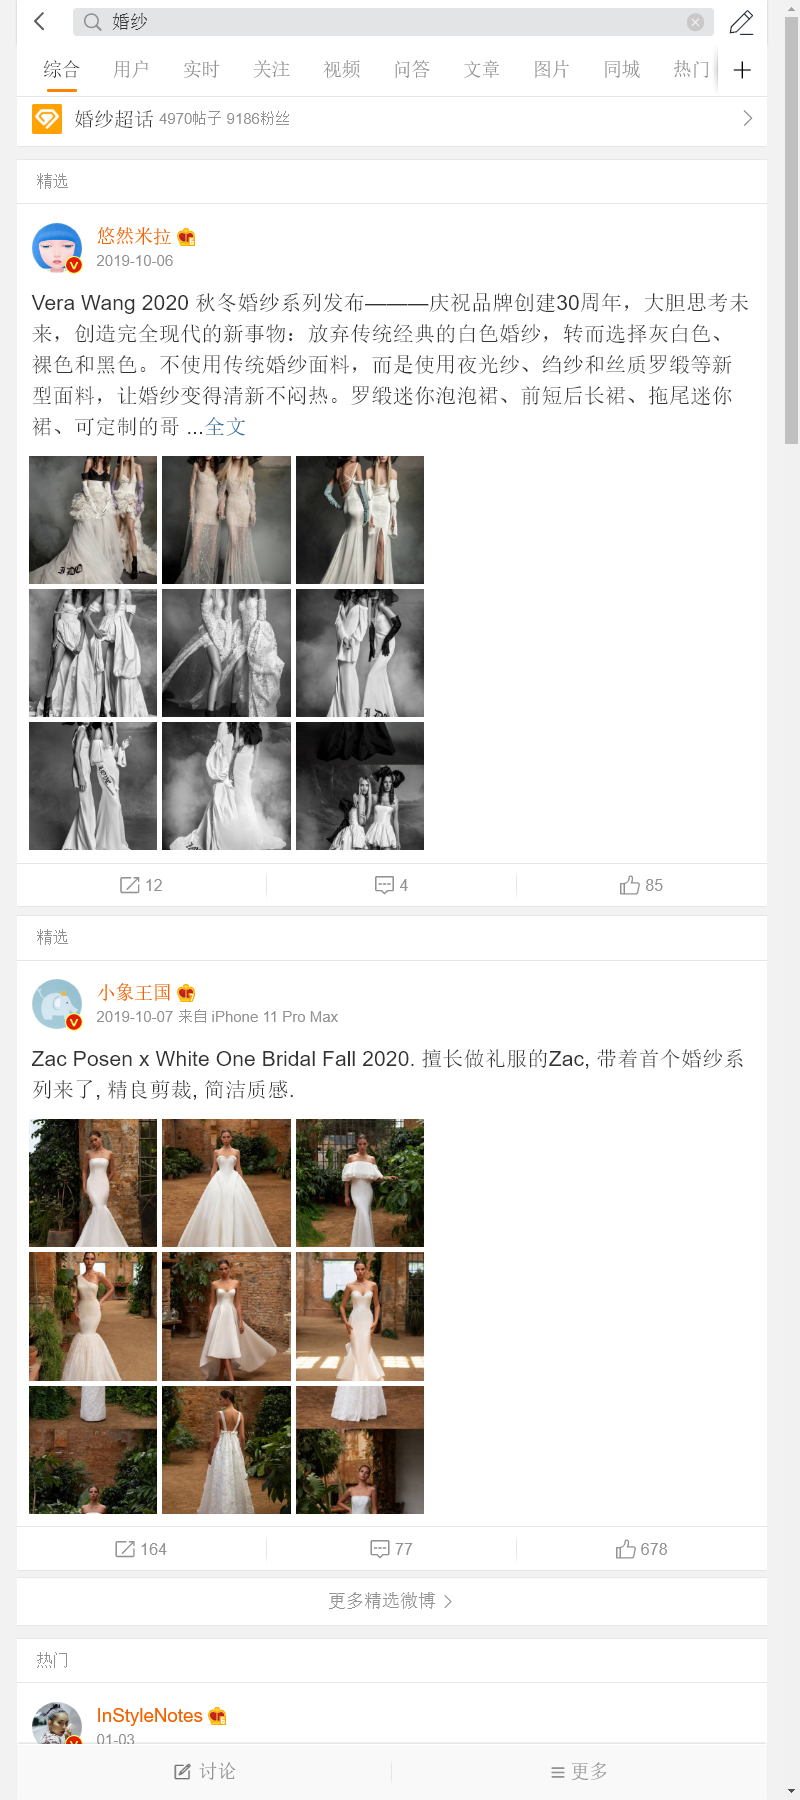 婚纱
综合 用户 实时 关注 视频 问答 文章 图片 同城 热门
婚纱超话 4970帖子 9186粉丝
精选
悠然米拉
2019-10-06
Vera Wang 2020 秋冬婚纱系列发布———庆祝品牌创建30周年，大胆思考未
来，创造完全现代的新事物：放弃传统经典的白色婚纱，转而选择灰白色、
裸色和黑色。不使用传统婚纱面料，而是使用夜光纱、绉纱和丝质罗缎等新
型面料，让婚纱变得清新不闷热。罗缎迷你泡泡裙、前短后长裙、拖尾迷你
裙、可定制的哥 ...全文
12 4 85
精选
小象王国
2019-10-07 来自 iPhone 11 Pro Max
Zac Posen x White One Bridal Fall 2020. 擅长做礼服的Zac, 带着首个婚纱系
列来了, 精良剪裁, 简洁质感.
164 77 678
更多精选微博
热门
InStyleNotes
01-03
讨论 更多